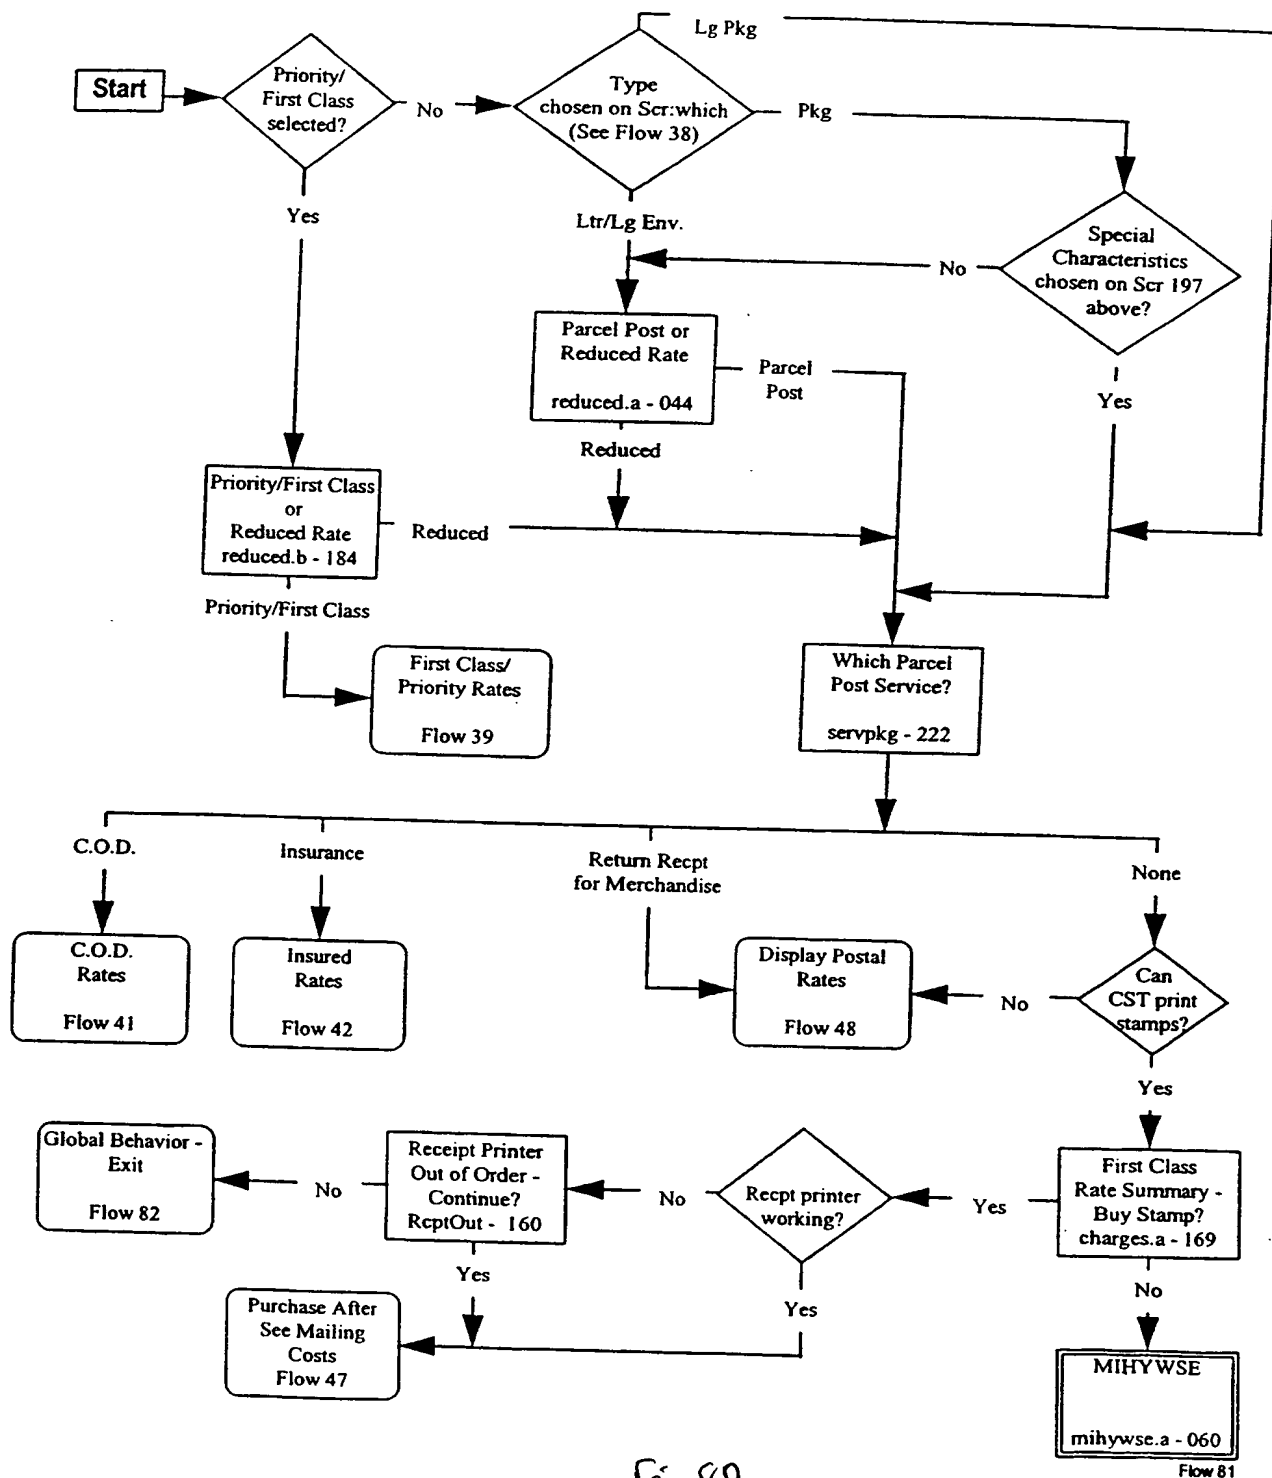 Lg Pkg
Start
Priority/
First Class
selected?
No
Type
chosen on Scr:which
(See Flow 38)
Pkg
Yes
Ltr/Lg Env.
Special
Characteristics
chosen on Scr 197
above?
No
Parcel Post or
Reduced Rate
reduced.a - 044
Parcel
Post
Yes
Reduced
Priority/First Class
or
Reduced Rate
reduced.b - 184
Reduced
Priority/First Class
First Class/
Priority Rates
Flow 39
Which Parcel
Post Service?
servpkg - 222
C.O.D.
Insurance
Return Recpt
for Merchandise
None
C.O.D.
Rates
Flow 41
Insured
Rates
Flow 42
Display Postal
Rates
Flow 48
No
Can
CST print
stamps?
Yes
Global Behavior -
Exit
Flow 82
No
Receipt Printer
Out of Order -
Continue?
RcptOut - 160
No
Recpt printer
working?
Yes
First Class
Rate Summary -
Buy Stamp?
charges.a - 169
Yes
Yes
No
Purchase After
See Mailing
Costs
Flow 47
MIHYWSE
mihywse.a - 060
Flow 81